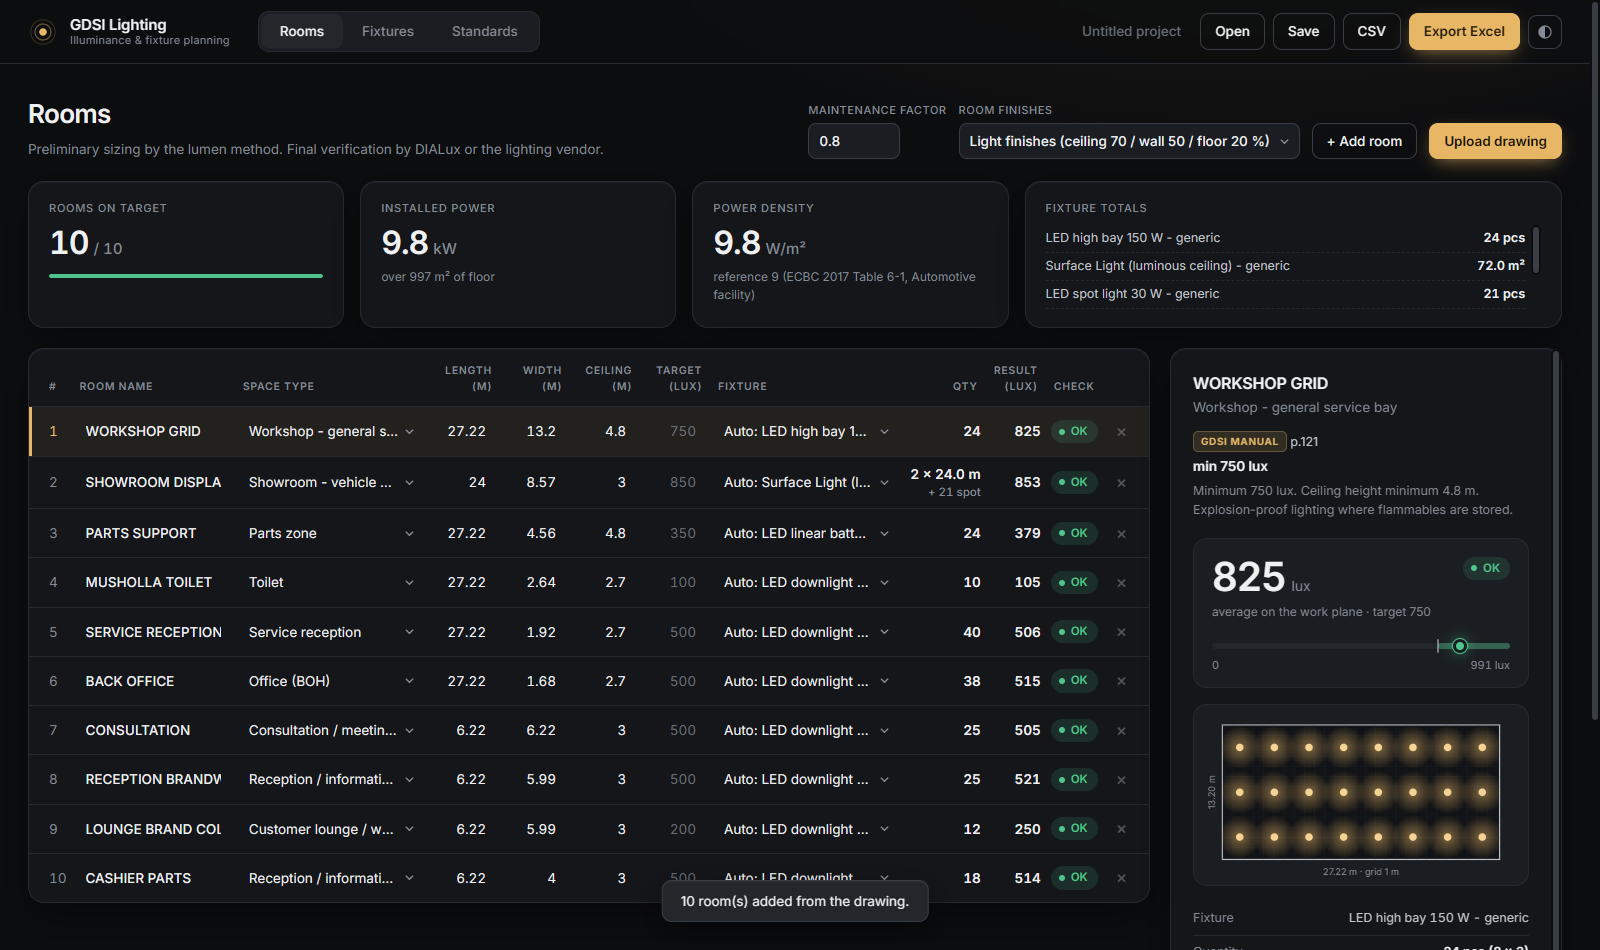 GDSI Lighting
Illuminance & fixture planning
Rooms
Fixtures
Standards
Untitled project
Open
Save
CSV
Export Excel
Rooms
Preliminary sizing by the lumen method. Final verification by DIALux or the lighting vendor.
MAINTENANCE FACTOR
0.8
ROOM FINISHES
Light finishes (ceiling 70 / wall 50 / floor 20 %)
+ Add room
Upload drawing
ROOMS ON TARGET
10 / 10
INSTALLED POWER
9.8 kW
over 997 m² of floor
POWER DENSITY
9.8 W/m²
reference 9 (ECBC 2017 Table 6-1, Automotive
facility)
FIXTURE TOTALS
LED high bay 150 W - generic 24 pcs
Surface Light (luminous ceiling) - generic 72.0 m²
LED spot light 30 W - generic 21 pcs
# ROOM NAME SPACE TYPE LENGTH (M) WIDTH (M) CEILING (M) TARGET (LUX) FIXTURE QTY RESULT (LUX) CHECK
1 WORKSHOP GRID Workshop - general s... 27.22 13.2 4.8 750 Auto: LED high bay 1... 24 825 OK ×
2 SHOWROOM DISPLA Showroom - vehicle ... 24 8.57 3 850 Auto: Surface Light (l... 2 × 24.0 m + 21 spot 853 OK ×
3 PARTS SUPPORT Parts zone 27.22 4.56 4.8 350 Auto: LED linear batt... 24 379 OK ×
4 MUSHOLLA TOILET Toilet 27.22 2.64 2.7 100 Auto: LED downlight ... 10 105 OK ×
5 SERVICE RECEPTION Service reception 27.22 1.92 2.7 500 Auto: LED downlight ... 40 506 OK ×
6 BACK OFFICE Office (BOH) 27.22 1.68 2.7 500 Auto: LED downlight ... 38 515 OK ×
7 CONSULTATION Consultation / meetin... 6.22 6.22 3 500 Auto: LED downlight ... 25 505 OK ×
8 RECEPTION BRANDW Reception / informati... 6.22 5.99 3 500 Auto: LED downlight ... 25 521 OK ×
9 LOUNGE BRAND COL Customer lounge / w... 6.22 5.99 3 200 Auto: LED downlight ... 12 250 OK ×
10 CASHIER PARTS Reception / informati... 6.22 4 3 500 Auto: LED downlight 18 514 OK ×
10 room(s) added from the drawing.
WORKSHOP GRID
Workshop - general service bay
GDSI MANUAL p.121
min 750 lux
Minimum 750 lux. Ceiling height minimum 4.8 m.
Explosion-proof lighting where flammables are stored.
825 lux
OK
average on the work plane · target 750
0 991 lux
13.20 m
27.22 m · grid 1 m
Fixture LED high bay 150 W - generic
Quantity 24 pcs (8 × 3)